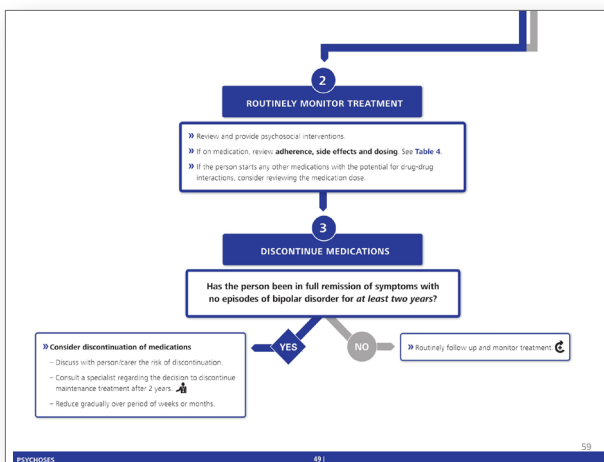 2
ROUTINELY MONITOR TREATMENT
» Review and provide psychosocial interventions.
» If on medication, review adherence, side effects and dosing. See Table 4.
» If the person starts any other medications with the potential for drug-drug
interactions, consider reviewing the medication dose.
3
DISCONTINUE MEDICATIONS
Has the person been in full remission of symptoms with
no episodes of bipolar disorder for at least two years?
YES
NO
» Consider discontinuation of medications
– Discuss with person/carer the risk of discontinuation.
– Consult a specialist regarding the decision to discontinue
maintenance treatment after 2 years.
– Reduce gradually over period of weeks or months.
» Routinely follow up and monitor treatment.
59
PSYCHOSES
49 |